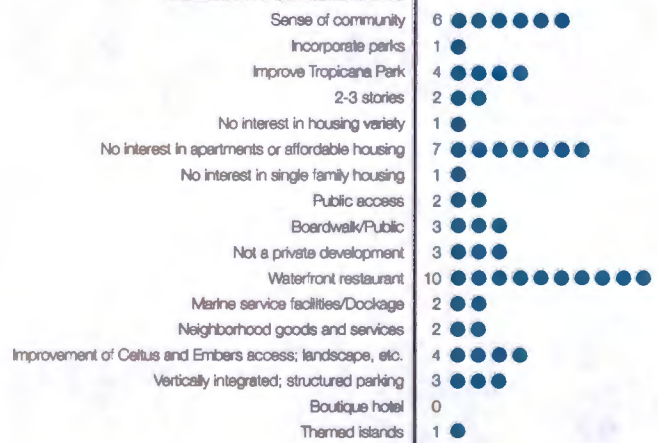 Sense of community 6
Incorporate parks 1
Improve Tropicana Park 4
2-3 stories 2
No interest in housing variety 1
No interest in apartments or affordable housing 7
No interest in single family housing 1
Public access 2
Boardwalk/Public 3
Not a private development 3
Waterfront restaurant 10
Marine service facilities/Dockage 2
Neighborhood goods and services 2
Improvement of Celtus and Embers access; landscape, etc. 4
Vertically integrated; structured parking 3
Boutique hotel 0
Themed islands 1